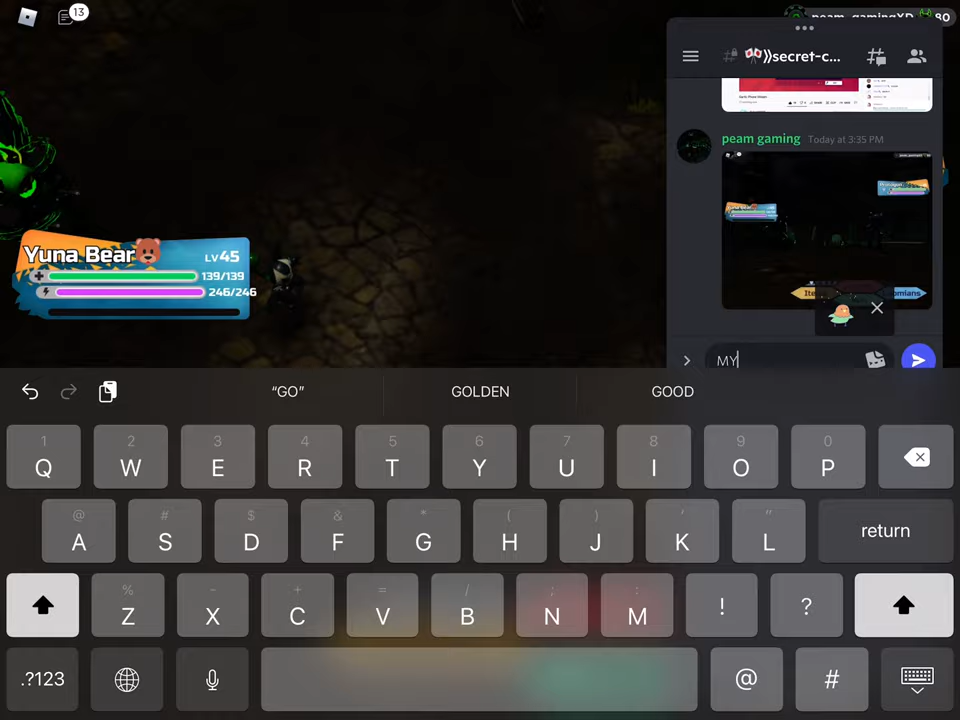 13
peam_gamingXD 80
secret-c...
peam gaming Today at 3:35 PM
Yuna Bear LV45
139/139
246/246
MY
"GO" GOLDEN GOOD
1 2 3 4 5 6 7 8 9 0
Q W E R T Y U I O P
@ # $ & * ( ) ' "
A S D F G H J K L return
% - + = / ; :
Z X C V B N M ! ?
.?123 @ #